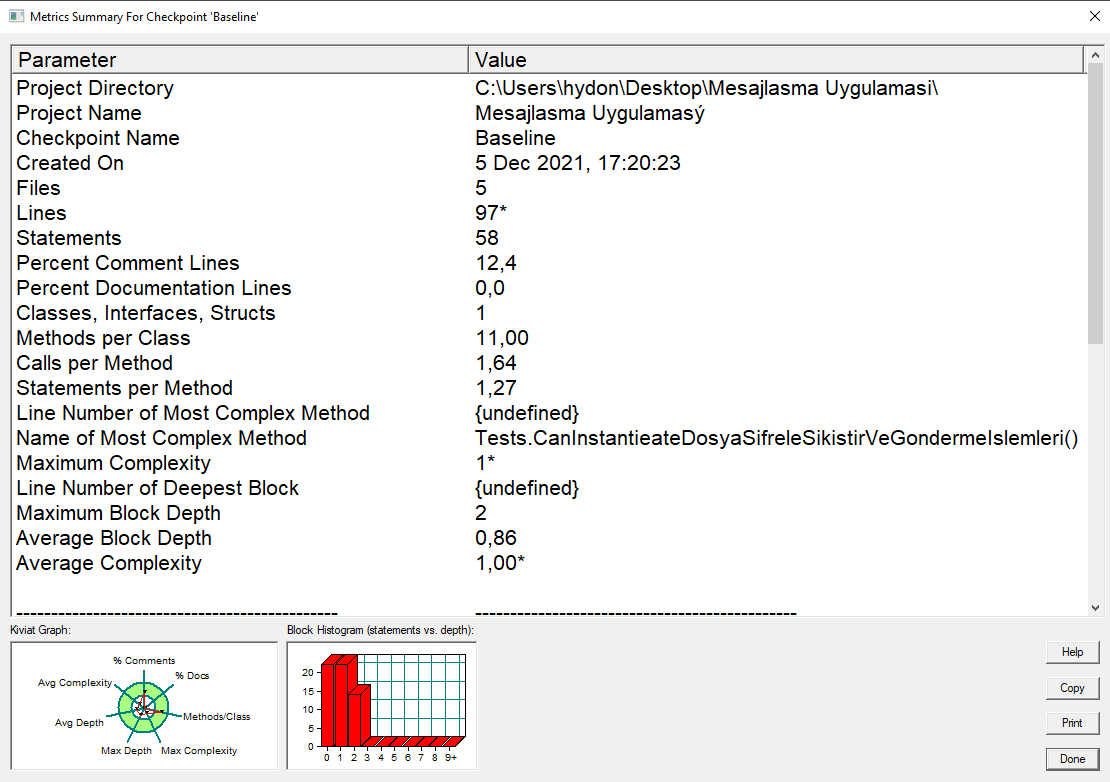 Metrics Summary For Checkpoint 'Baseline'
Parameter Value
Project Directory C:\Users\hydon\Desktop\Mesajlasma Uygulamasi\
Project Name Mesajlasma Uygulamasý
Checkpoint Name Baseline
Created On 5 Dec 2021, 17:20:23
Files 5
Lines 97*
Statements 58
Percent Comment Lines 12,4
Percent Documentation Lines 0,0
Classes, Interfaces, Structs 1
Methods per Class 11,00
Calls per Method 1,64
Statements per Method 1,27
Line Number of Most Complex Method {undefined}
Name of Most Complex Method Tests.CanInstantieateDosyaSifreleSikistirVeGondermeIslemleri()
Maximum Complexity 1*
Line Number of Deepest Block {undefined}
Maximum Block Depth 2
Average Block Depth 0,86
Average Complexity 1,00*
Kiviat Graph:
% Comments
% Docs
Avg Complexity
Methods/Class
Avg Depth
Max Depth Max Complexity
Block Histogram (statements vs. depth):
20
15
10
5
0
0 1 2 3 4 5 6 7 8 9+
Help
Copy
Print
Done